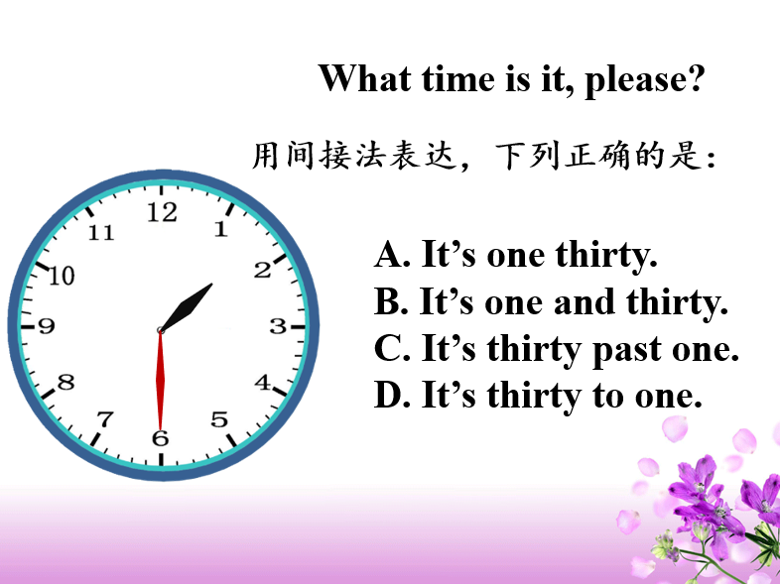 What time is it, please?
用间接法表达，下列正确的是：
12
11
1
10
2
9
3
8
4
7
5
6
A. It’s one thirty.
B. It’s one and thirty.
C. It’s thirty past one.
D. It’s thirty to one.